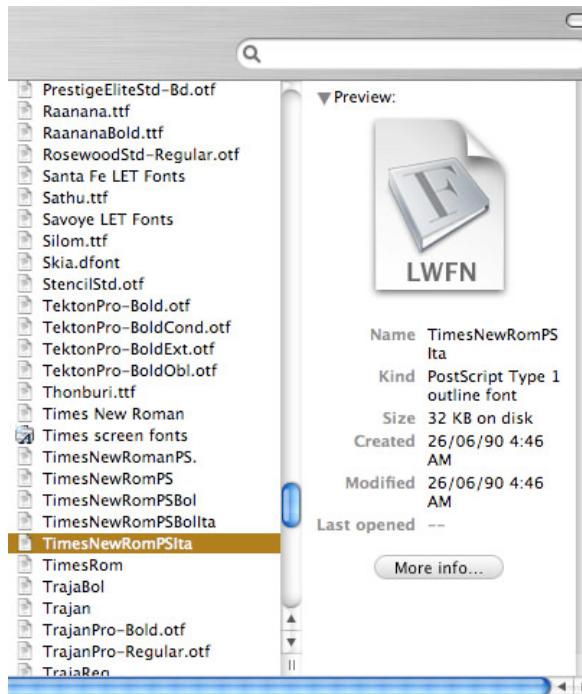 PrestigeEliteStd-Bd.otf
Raanana.ttf
RaananaBold.ttf
RosewoodStd-Regular.otf
Santa Fe LET Fonts
Sathu.ttf
Savoye LET Fonts
Silom.ttf
Skia.dfont
StencilStd.otf
TektonPro-Bold.otf
TektonPro-BoldCond.otf
TektonPro-BoldExt.otf
TektonPro-BoldObl.otf
Thonburi.ttf
Times New Roman
Times screen fonts
TimesNewRomanPS.
TimesNewRomPS
TimesNewRomPSBol
TimesNewRomPSBolIta
TimesNewRomPSIta
TimesRom
TrajaBol
Trajan
TrajanPro-Bold.otf
TrajanPro-Regular.otf
TrajaReg
Preview:
F
LWFN
Name TimesNewRomPS
Ita
Kind PostScript Type 1
outline font
Size 32 KB on disk
Created 26/06/90 4:46
AM
Modified 26/06/90 4:46
AM
Last opened --
More info...